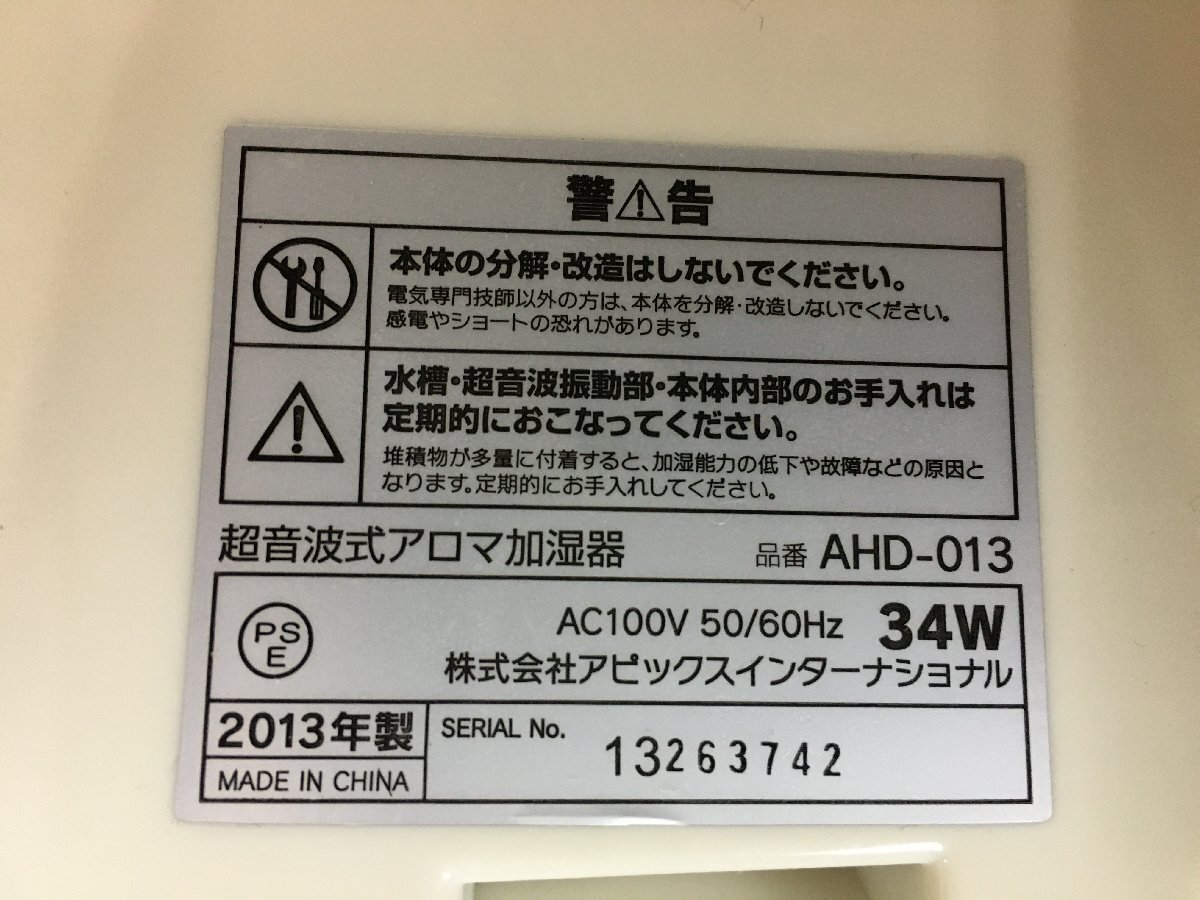 警告
本体の分解・改造はしないでください。
電気専門技師以外の方は、本体を分解・改造しないでください。
感電やショートの恐れがあります。
水槽・超音波振動部・本体内部のお手入れは
定期的におこなってください。
堆積物が多量に付着すると、加湿能力の低下や故障などの原因と
なります。定期的にお手入れしてください。
超音波式アロマ加湿器 品番 AHD-013
PS
E
AC100V 50/60Hz 34W
株式会社アピックスインターナショナル
2013年製
MADE IN CHINA
SERIAL No. 13263742